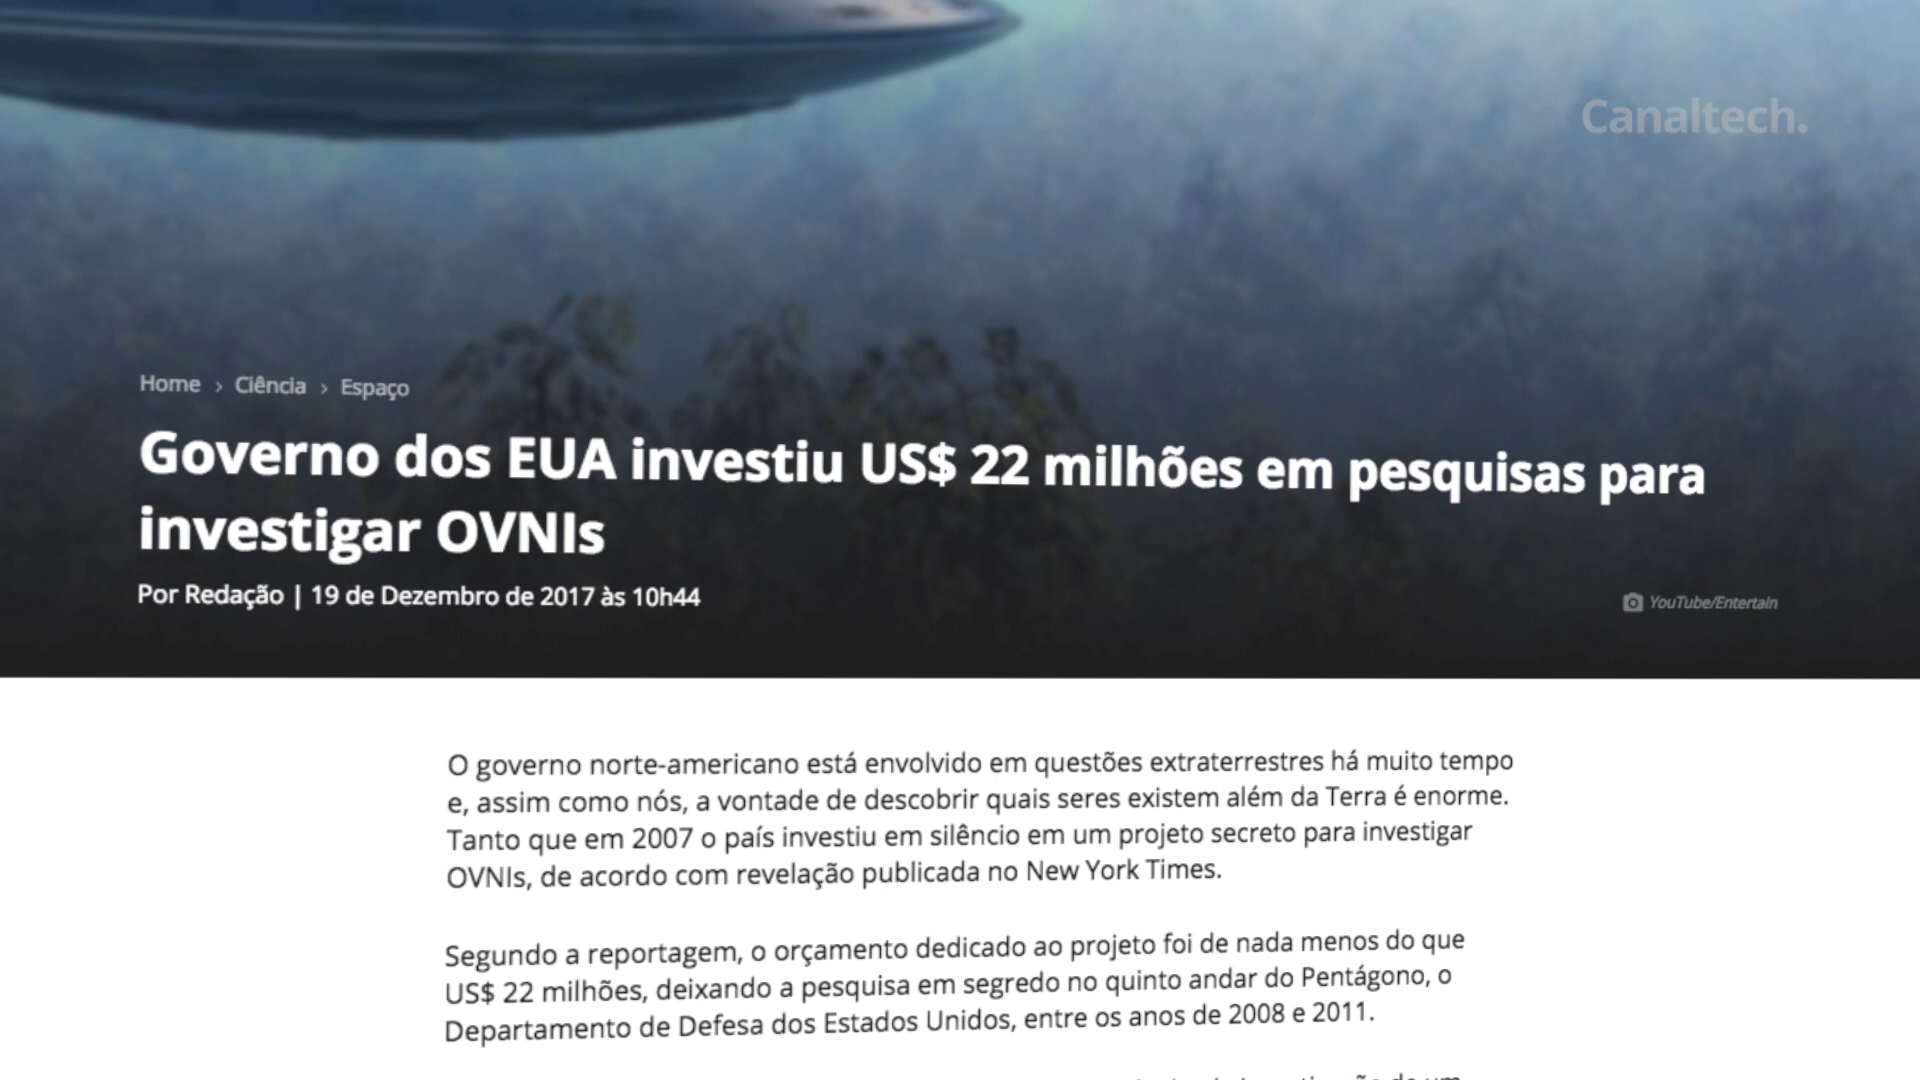 Canaltech.
Home > Ciência > Espaço
Governo dos EUA investiu US$ 22 milhões em pesquisas para
investigar OVNIs
Por Redação | 19 de Dezembro de 2017 às 10h44
YouTube/Entertain
O governo norte-americano está envolvido em questões extraterrestres há muito tempo
e, assim como nós, a vontade de descobrir quais seres existem além da Terra é enorme.
Tanto que em 2007 o país investiu em silêncio em um projeto secreto para investigar
OVNIs, de acordo com revelação publicada no New York Times.
Segundo a reportagem, o orçamento dedicado ao projeto foi de nada menos do que
US$ 22 milhões, deixando a pesquisa em segredo no quinto andar do Pentágono, o
Departamento de Defesa dos Estados Unidos, entre os anos de 2008 e 2011.